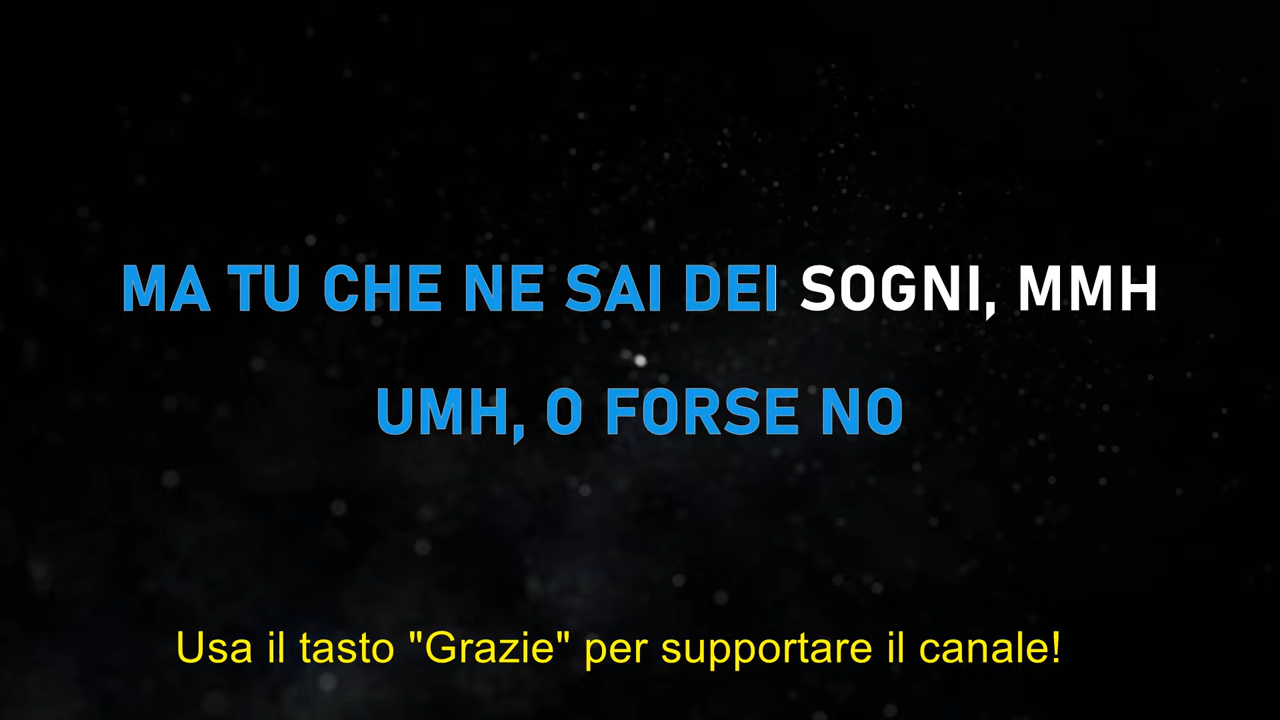 MA TU CHE NE SAI DEI SOGNI, MMH
UMH, O FORSE NO
Usa il tasto "Grazie" per supportare il canale!